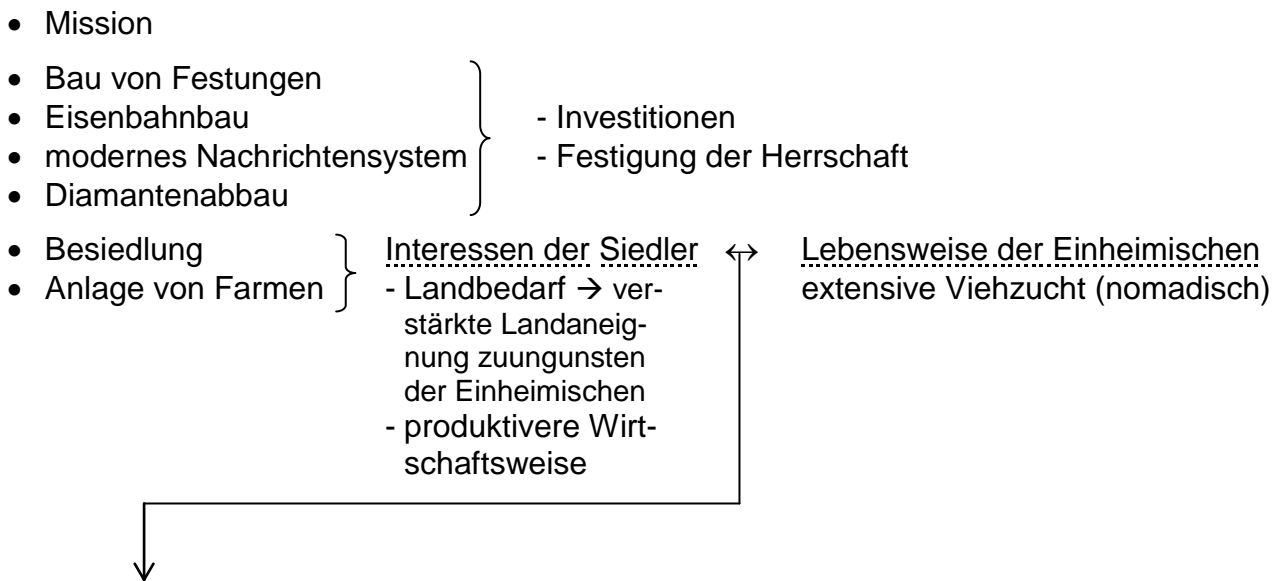 • Mission
• Bau von Festungen
• Eisenbahnbau - Investitionen
• modernes Nachrichtensystem - Festigung der Herrschaft
• Diamantenabbau
• Besiedlung Interessen der Siedler ↔ Lebensweise der Einheimischen
• Anlage von Farmen - Landbedarf → ver- extensive Viehzucht (nomadisch)
stärkte Landaneig-
nung zuungunsten
der Einheimischen
- produktivere Wirt-
schaftsweise